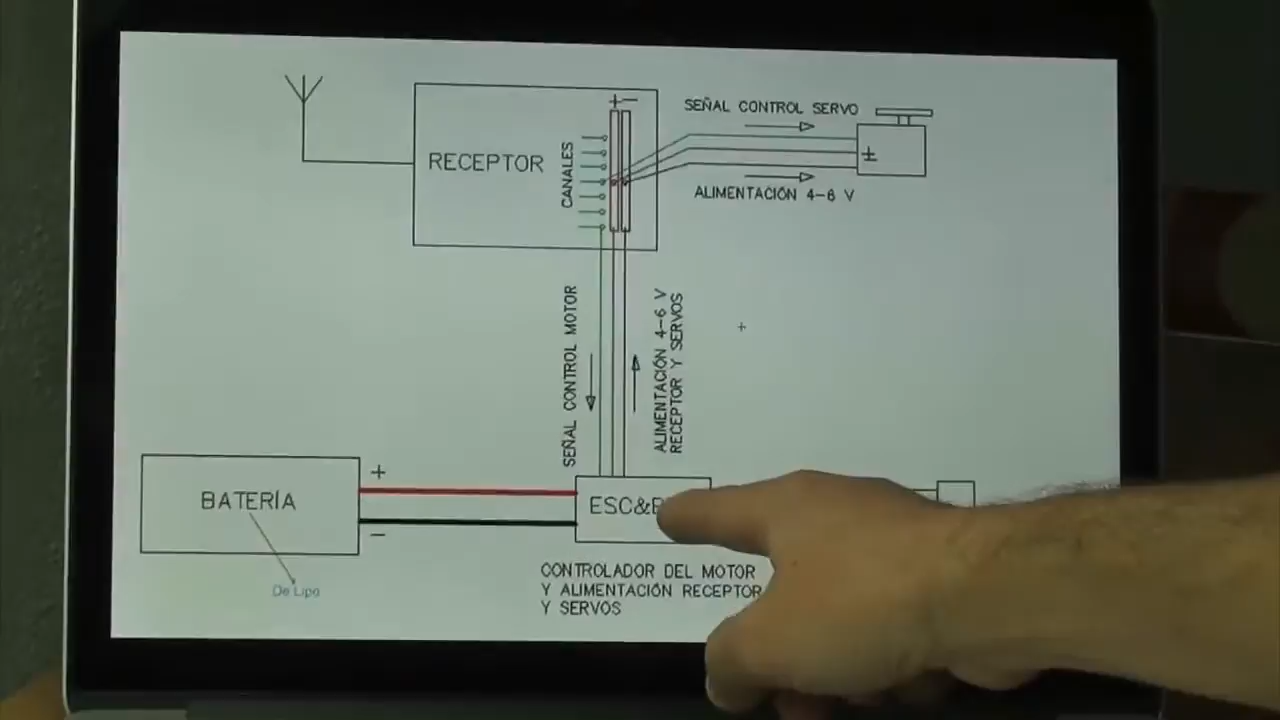 + −
SEÑAL CONTROL SERVO
RECEPTOR
CANALES
±
ALIMENTACIÓN 4-6 V
SEÑAL CONTROL MOTOR
ALIMENTACIÓN 4-6 V
RECEPTOR Y SERVOS
BATERÍA
+
−
ESC&
De Lipo
CONTROLADOR DEL MOTOR
Y ALIMENTACIÓN RECEPTOR
Y SERVOS